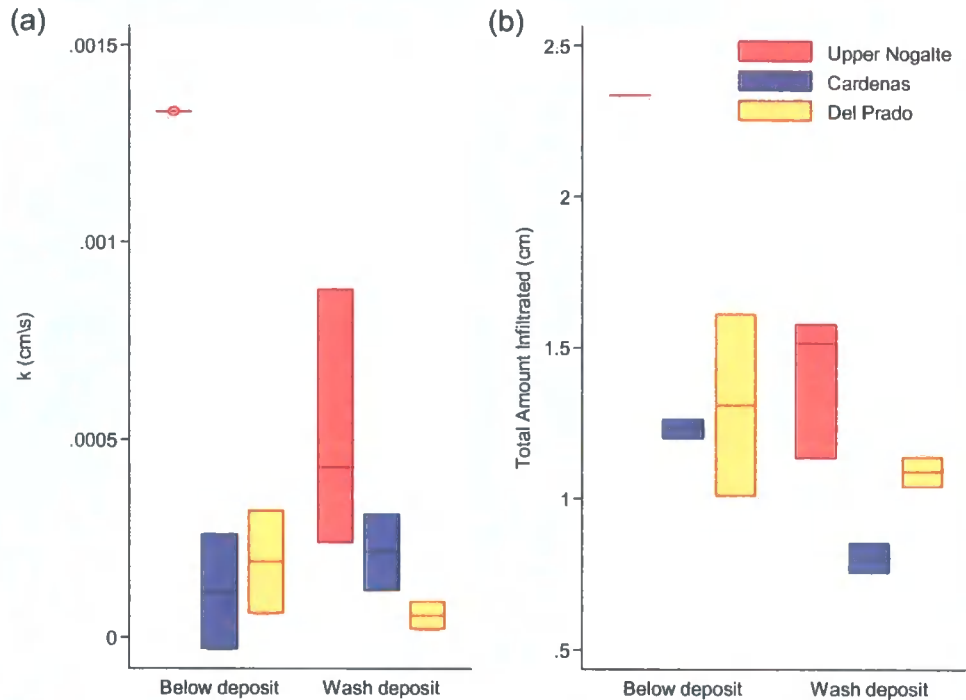 (a)
.0015
.001
.0005
0
k (cm\s)
Below deposit
Wash deposit
(b)
2.5
2
1.5
1
.5
Total Amount Infiltrated (cm)
Upper Nogalte
Cardenas
Del Prado
Below deposit
Wash deposit